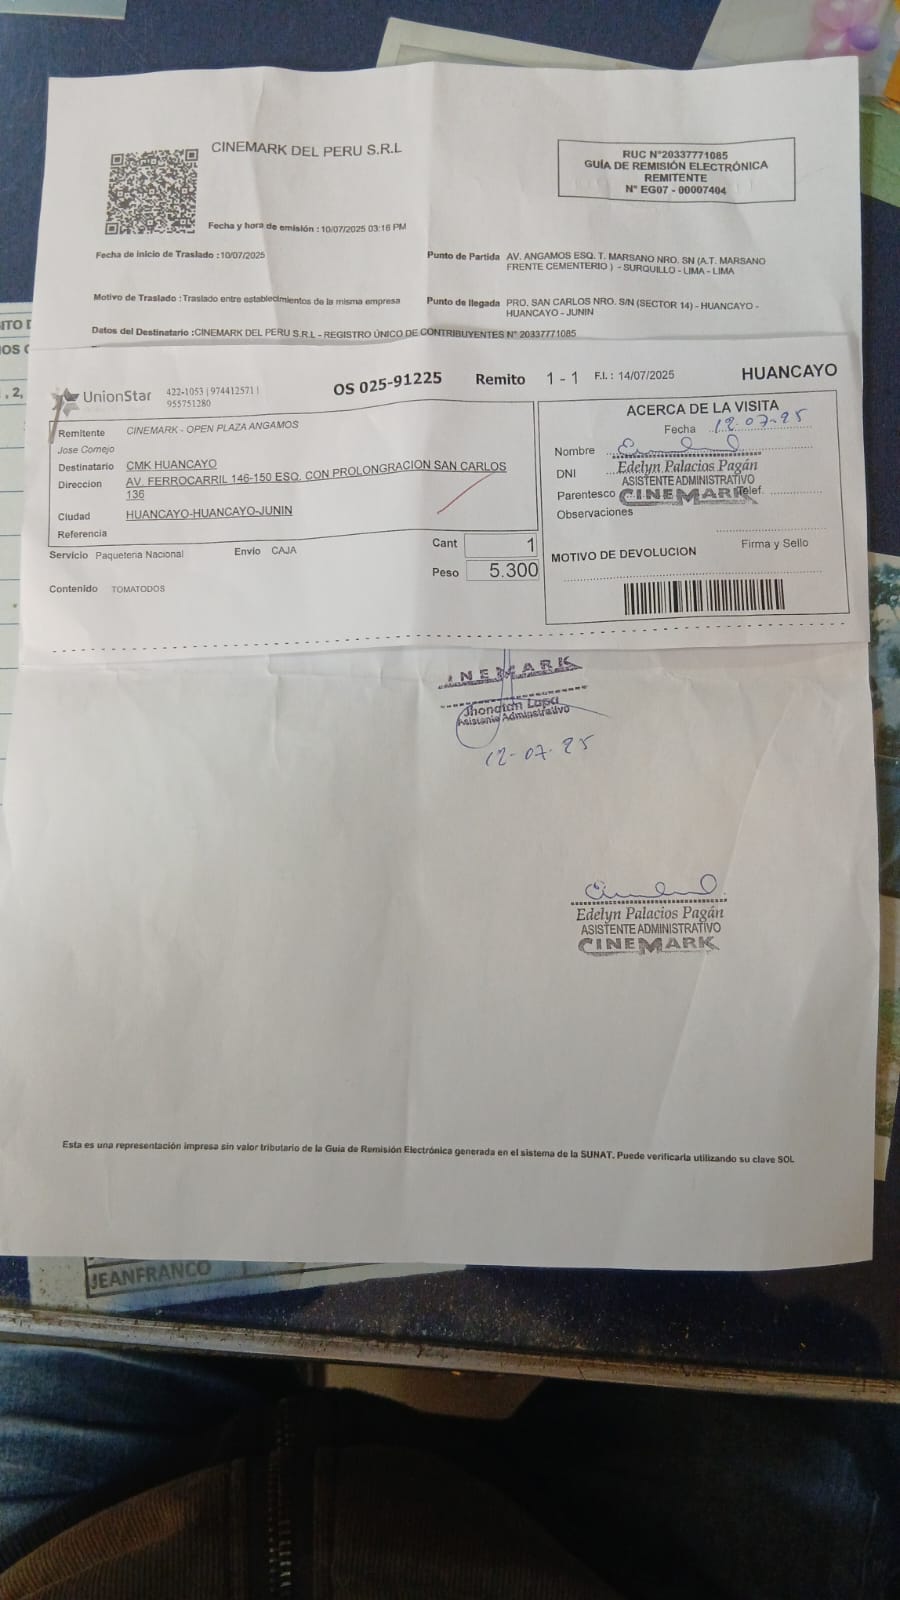 CINEMARK DEL PERU S.R.L
RUC N°20337771085
GUÍA DE REMISIÓN ELECTRÓNICA
REMITENTE
N° EG07 - 00007404
Fecha y hora de emisión : 10/07/2025 03:16 PM
Fecha de inicio de Traslado :10/07/2025
Punto de Partida AV. ANGAMOS ESQ. T. MARSANO NRO. SN (A.T. MARSANO
FRENTE CEMENTERIO ) - SURQUILLO - LIMA - LIMA
Motivo de Traslado : Traslado entre establecimientos de la misma empresa
Punto de llegada PRO. SAN CARLOS NRO. S/N (SECTOR 14) - HUANCAYO -
HUANCAYO - JUNIN
Datos del Destinatario :CINEMARK DEL PERU S.R.L - REGISTRO ÚNICO DE CONTRIBUYENTES N° 20337771085
UnionStar
422-1053 | 974412571 |
955751280
OS 025-91225
Remito 1 - 1 F.I.: 14/07/2025
HUANCAYO
Remitente CINEMARK - OPEN PLAZA ANGAMOS
Jose Cornejo
Destinatario CMK HUANCAYO
Direccion AV. FERROCARRIL 146-150 ESQ. CON PROLONGRACION SAN CARLOS
136
Ciudad HUANCAYO-HUANCAYO-JUNIN
Referencia
Servicio Paqueteria Nacional
Envio CAJA
Cant 1
Peso 5.300
Contenido TOMATODOS
ACERCA DE LA VISITA
Fecha 12.07-25
Nombre
DNI
Edelyn Palacios Pagán
ASISTENTE ADMINISTRATIVO
Parentesco CINEMARK Telef.
Observaciones
Firma y Sello
MOTIVO DE DEVOLUCION
INEMARK
Jhonatan Lapa
Asistente Administrativo
12-07-25
Edelyn Palacios Pagán
ASISTENTE ADMINISTRATIVO
CINEMARK
Esta es una representación impresa sin valor tributario de la Guia de Remisión Electrónica generada en el sistema de la SUNAT. Puede verificarla utilizando su clave SOL
JEANFRANCO